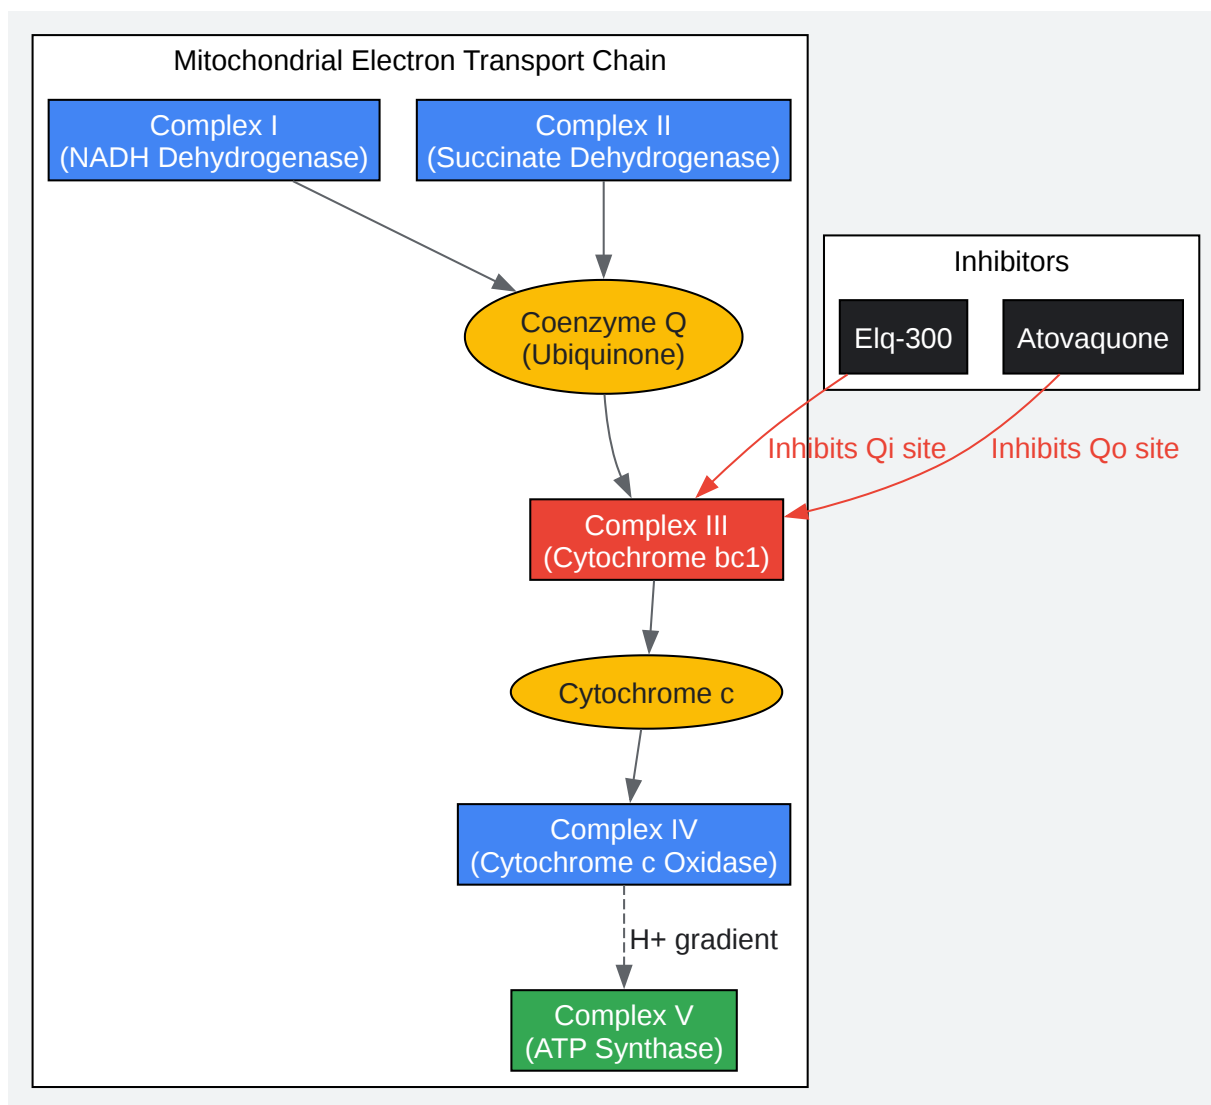 Mitochondrial Electron Transport Chain
Complex I
(NADH Dehydrogenase)
Complex II
(Succinate Dehydrogenase)
Inhibitors
Coenzyme Q
(Ubiquinone)
Elq-300
Atovaquone
Inhibits Qi site
Inhibits Qo site
Complex III
(Cytochrome bc1)
Cytochrome c
Complex IV
(Cytochrome c Oxidase)
H+ gradient
Complex V
(ATP Synthase)